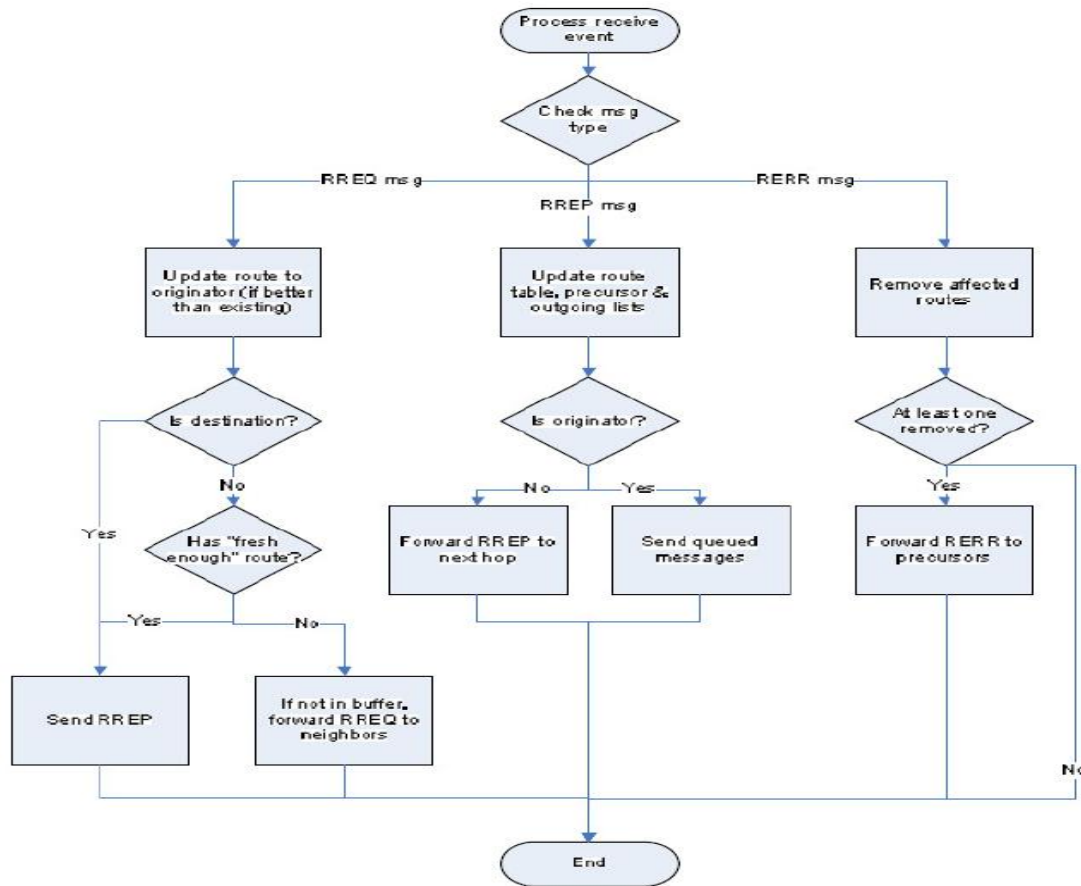 Process receive
event
Check msg
type
RREQ msg
RREP msg
RERR msg
Update route to
originator (if better
than existing)
Update route
table, precursor &
outgoing lists
Remove affected
routes
Is destination?
Is originator?
At least one
removed?
No
No
Yes
Yes
Yes
Has "fresh
enough" route?
Forward RREP to
next hop
Send queued
messages
Forward RERR to
precursors
Yes
No
Send RREP
If not in buffer,
forward RREQ to
neighbors
No
End